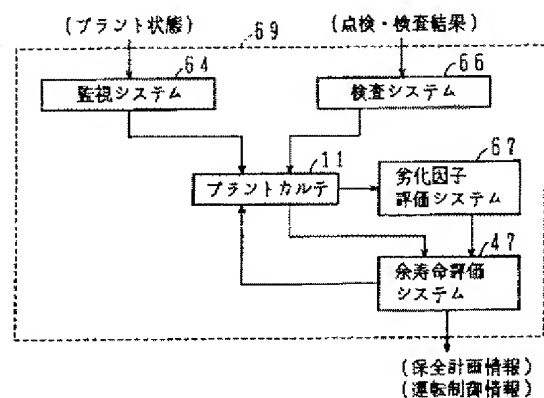 (プラント状態)
69
(点検・検査結果)
64
監視システム
66
検査システム
11
プラントカルテ
67
劣化因子
評価システム
47
余寿命評価
システム
(保全計画情報)
(運転制御情報)